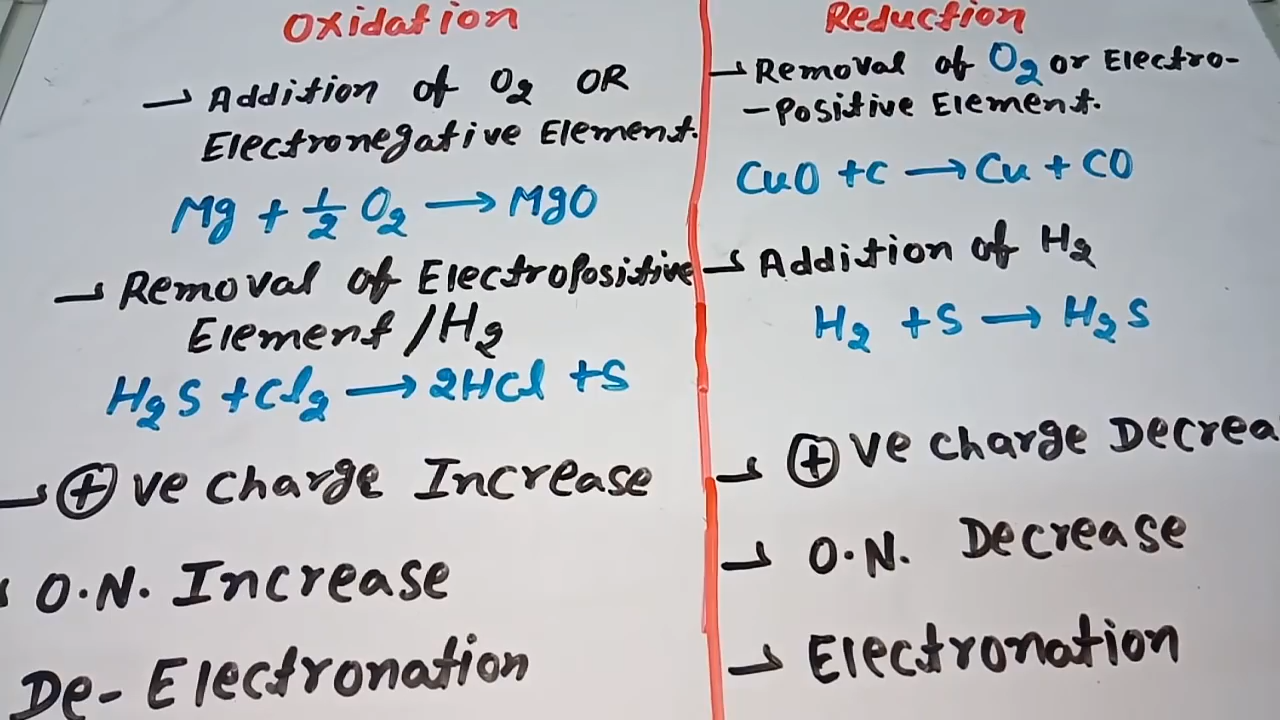 Oxidation
→ Addition of O₂ OR
Electronegative Element.
Mg + ½ O₂ → MgO
→ Removal of Electropositive
Element / H₂
H₂S + Cl₂ → 2HCl + S
→ ⊕ ve charge Increase
O.N. Increase
De-Electronation
Reduction
→ Removal of O₂ or Electro-
-Positive Element.
CuO + C → Cu + CO
→ Addition of H₂
H₂ + S → H₂S
→ ⊕ ve charge Decrea
→ O.N. Decrease
→ Electronation